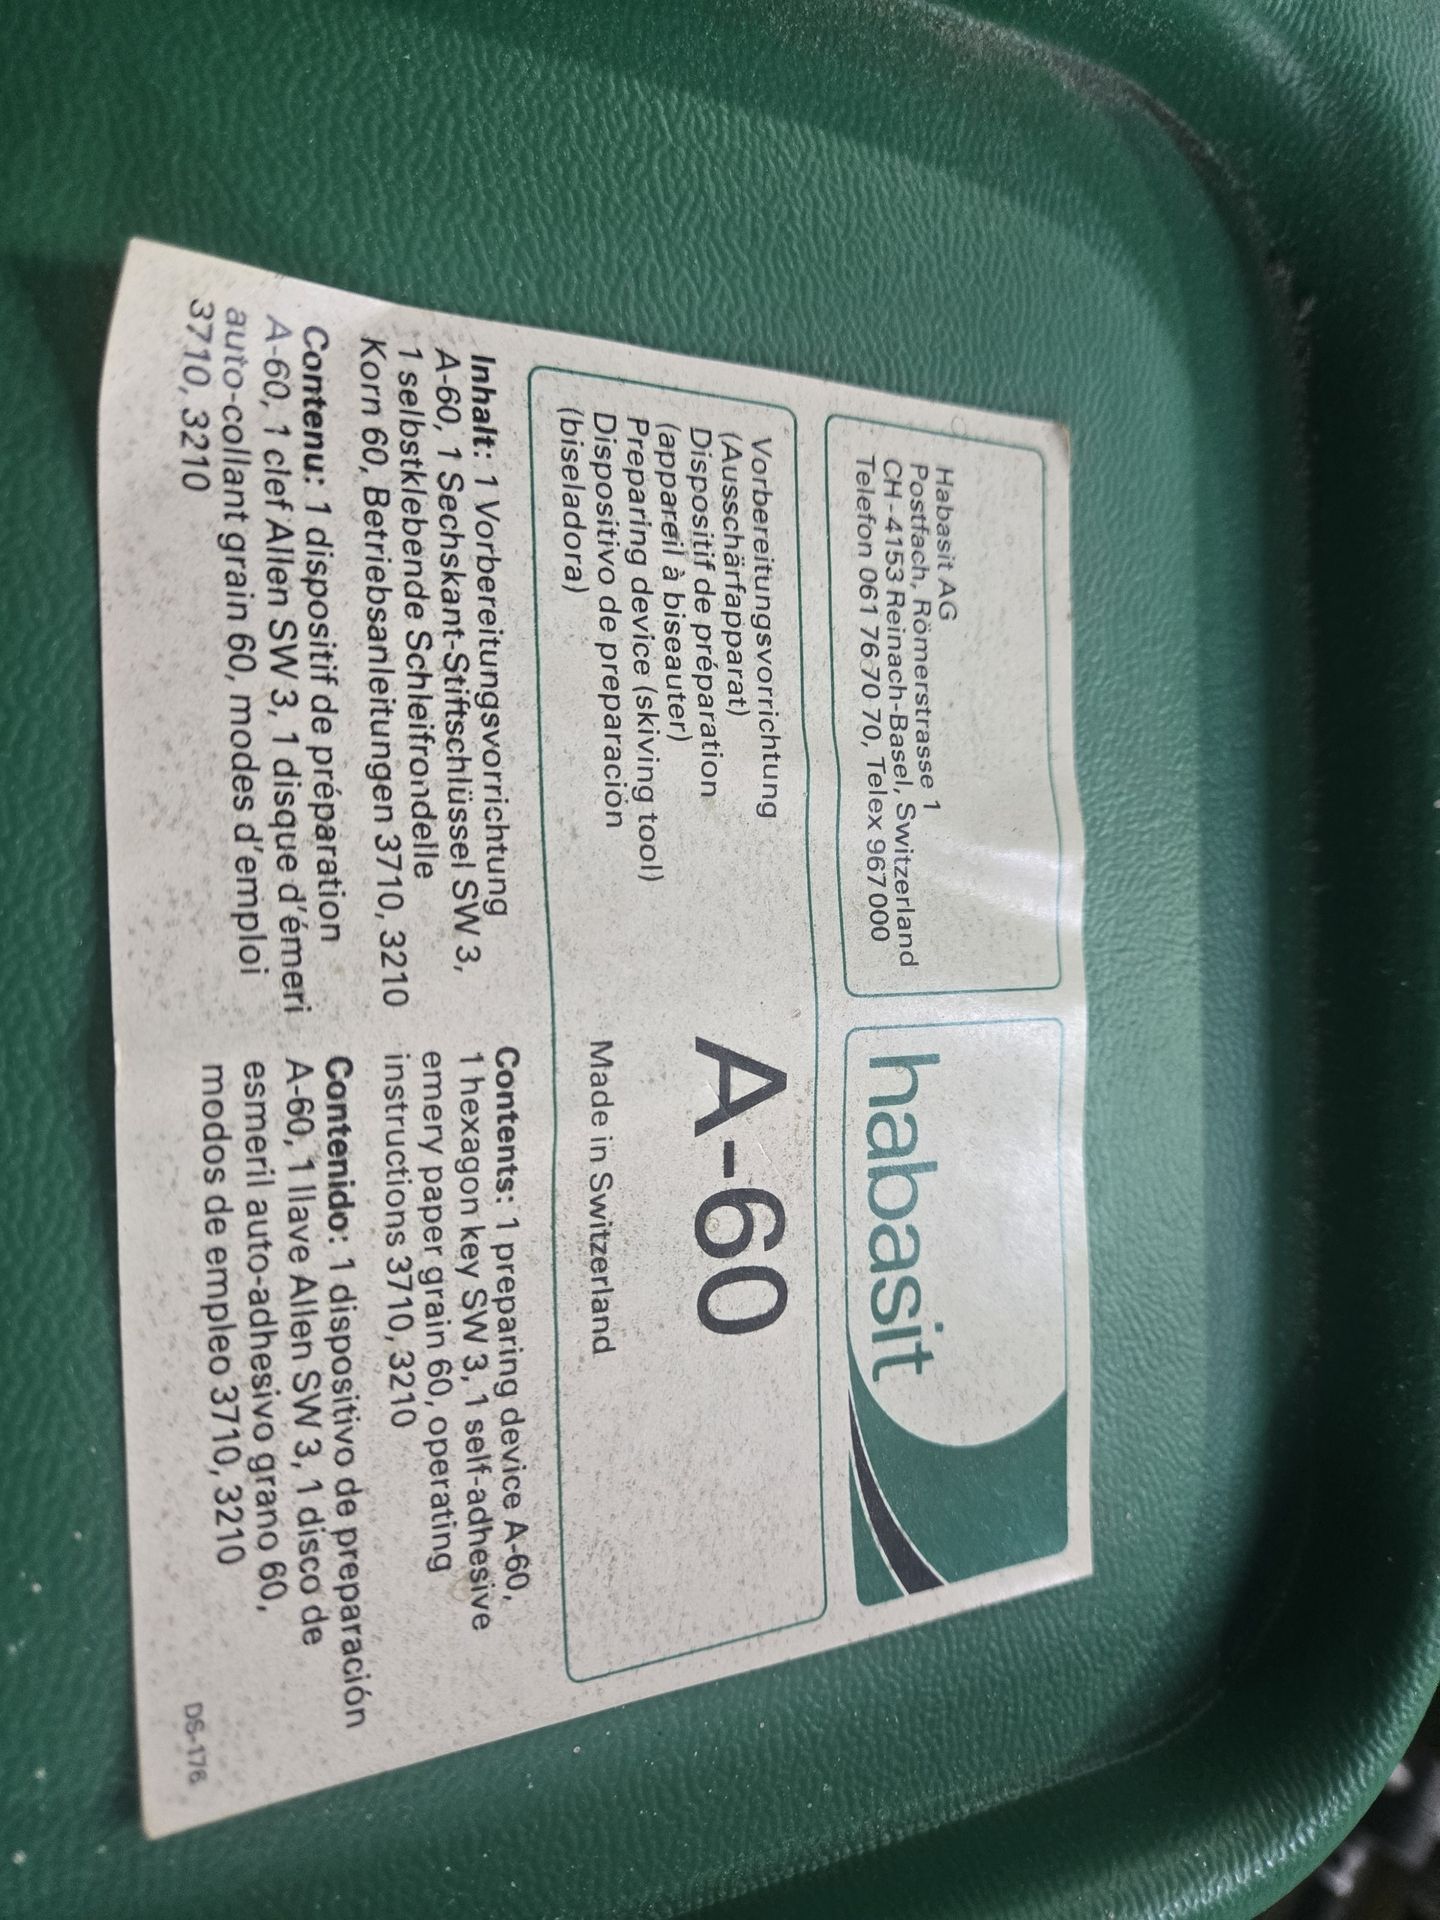 Habasit AG
Postfach, Römerstrasse 1
CH-4153 Reinach-Basel, Switzerland
Telefon 061 76 70 70, Telex 967 000
habasit
Vorbereitungsvorrichtung
(Ausschärfapparat)
Dispositif de préparation
(appareil à biseauter)
Preparing device (skiving tool)
Dispositivo de preparación
(biseladora)
A-60
Made in Switzerland
Inhalt: 1 Vorbereitungsvorrichtung
A-60, 1 Sechskant-Stiftschlüssel SW 3,
1 selbstklebende Schleifrondelle
Korn 60, Betriebsanleitungen 3710, 3210
Contents: 1 preparing device A-60,
1 hexagon key SW 3, 1 self-adhesive
emery paper grain 60, operating
instructions 3710, 3210
Contenu: 1 dispositif de préparation
A-60, 1 clef Allen SW 3, 1 disque d'émeri
auto-collant grain 60, modes d'emploi
3710, 3210
Contenido: 1 dispositivo de preparación
A-60, 1 llave Allen SW 3, 1 disco de
esmeril auto-adhesivo grano 60,
modos de empleo 3710, 3210
DS-176